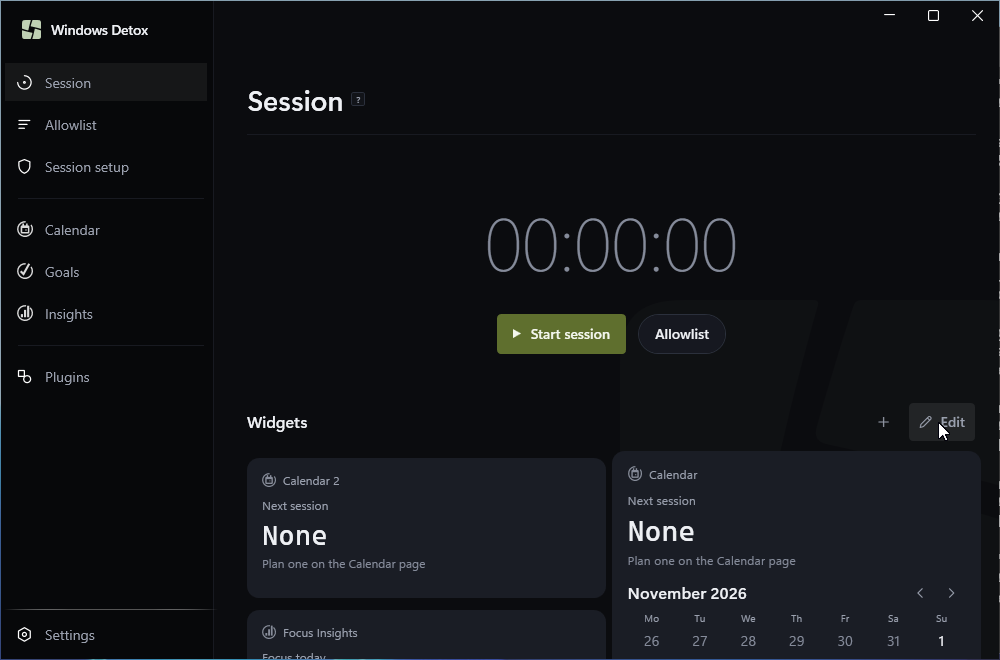 Windows Detox
Session
Allowlist
Session setup
Calendar
Goals
Insights
Plugins
Settings
Session ?
00:00:00
Start session
Allowlist
Widgets
+ Edit
Calendar 2
Next session
None
Plan one on the Calendar page
Focus Insights
Focus today
Calendar
Next session
None
Plan one on the Calendar page
November 2026
Mo Tu We Th Fr Sa Su
26 27 28 29 30 31 1